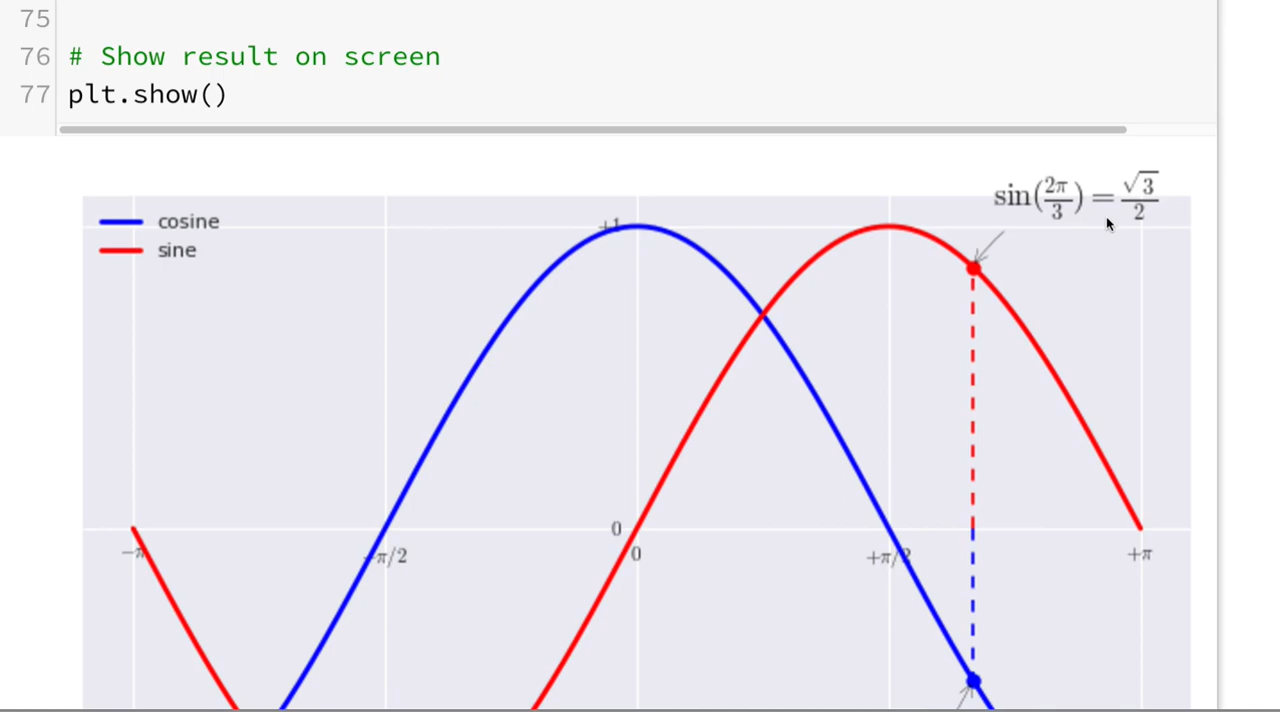 75
76 # Show result on screen
77 plt.show()
sin(2π/3) = √3/2
cosine
+1
sine
0
−π
−π/2
0
+π/2
+π